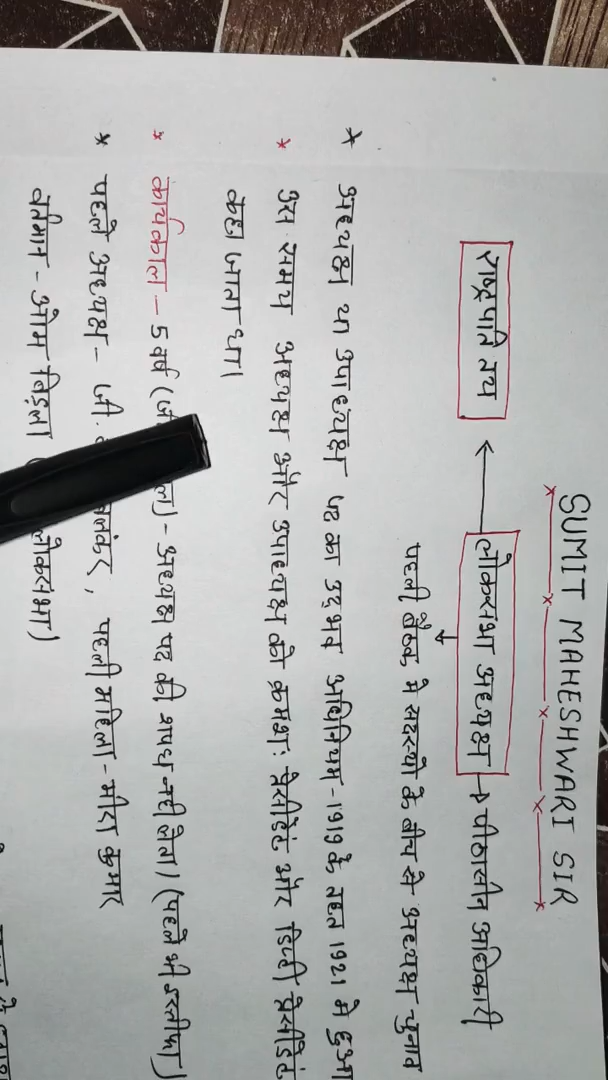 SUMIT MAHESHWARI SIR
राष्ट्रपति तय ← लोकसभा अध्यक्ष → पीठासीन अधिकारी
↓
पहली बैठक मे सदस्यो के बीच से अध्यक्ष चुनाव
* अध्यक्ष या उपाध्यक्ष पद का उद्भव अधिनियम-1919 के तहत 1921 मे हुआ
* उस समय अध्यक्ष और उपाध्यक्ष को क्रमशः प्रेसीडेंट और डिप्टी प्रेसीडेंट
कहा जाता था।
* कार्यकाल - 5 वर्ष - अध्यक्ष पद की शपथ नही लेता। (पहले भी इस्तीफा)
* पहले अध्यक्ष - जी. , पहली महिला - मीरा कुमार
वर्तमान - ओम बिड़ला लोकसभा)